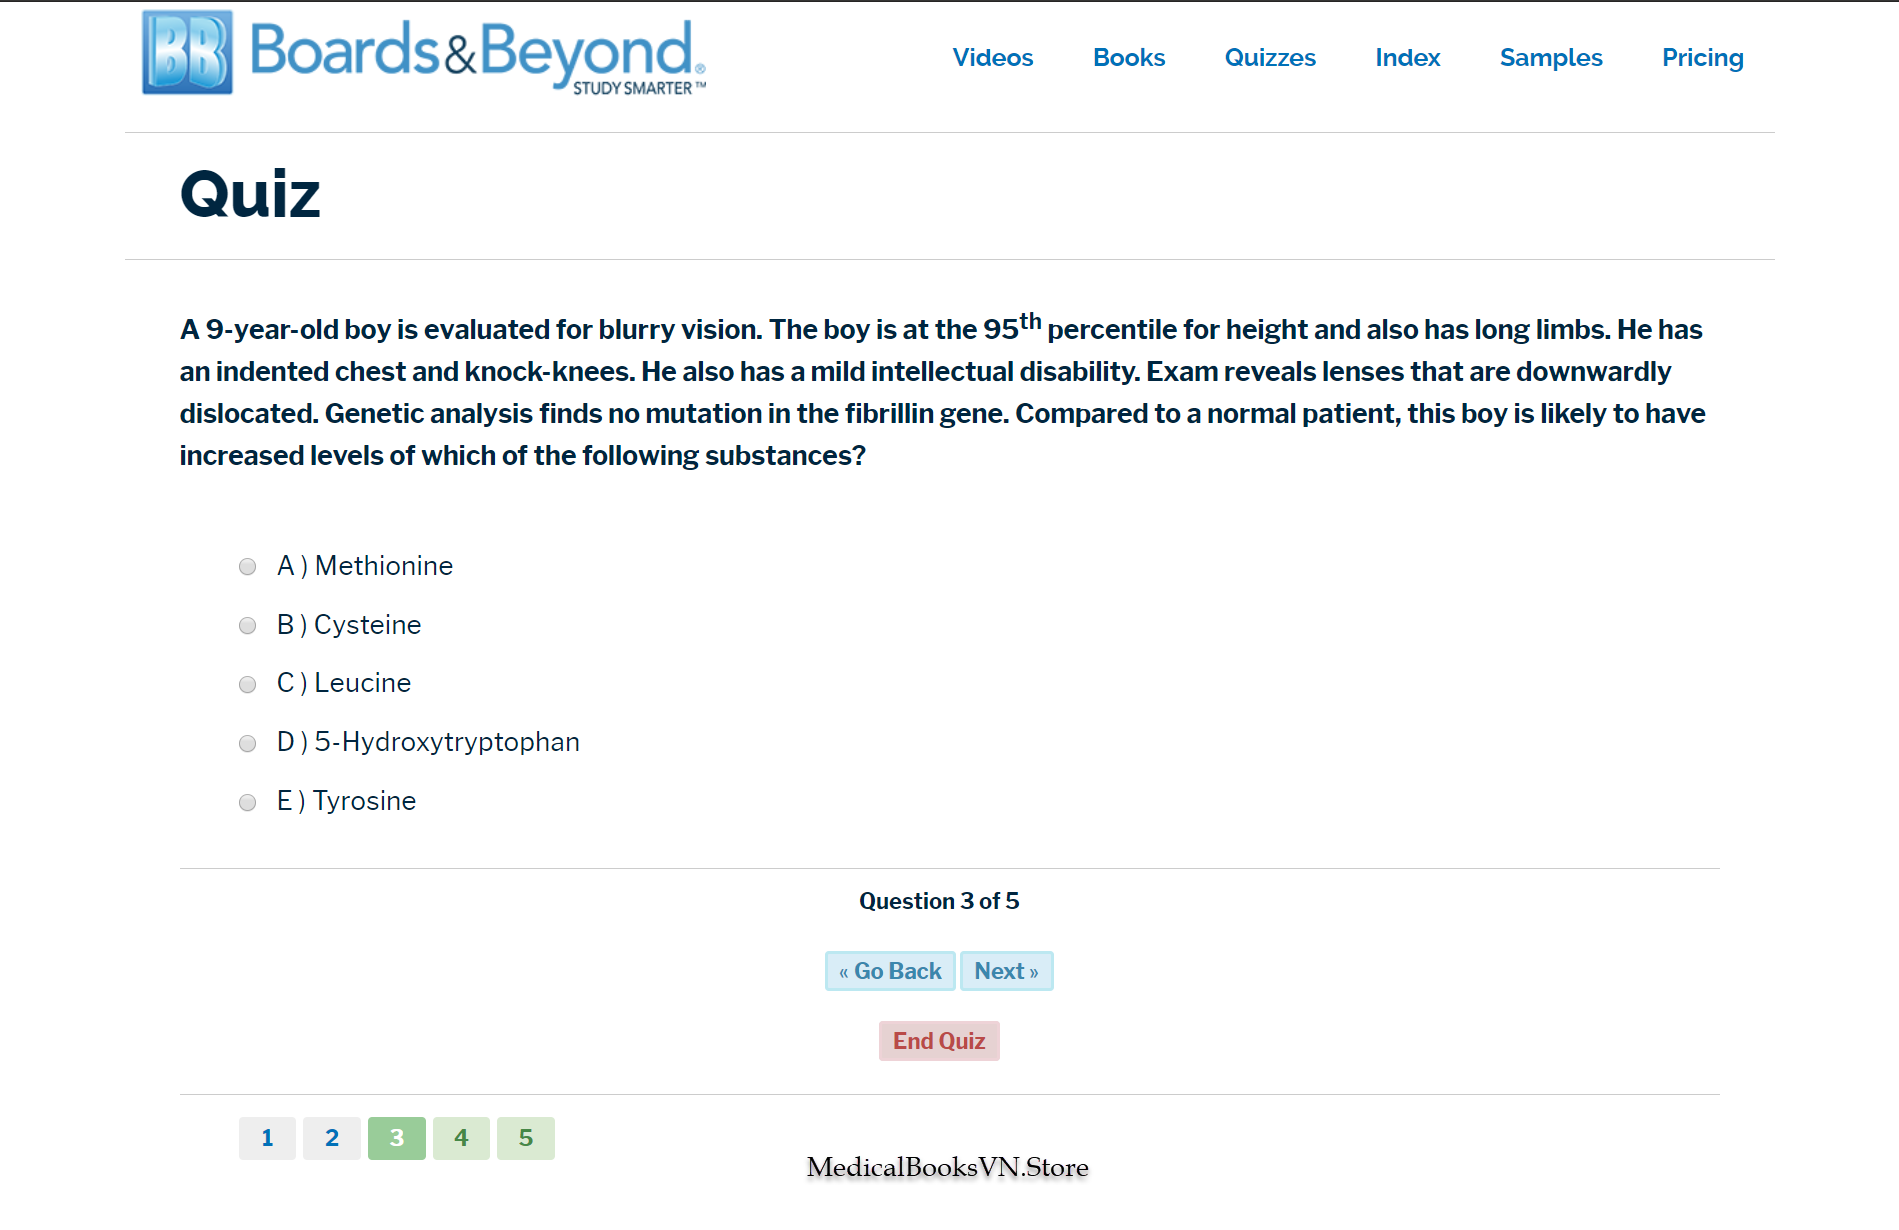 BB Boards&Beyond®
STUDY SMARTER™
Videos Books Quizzes Index Samples Pricing
Quiz
A 9-year-old boy is evaluated for blurry vision. The boy is at the 95th percentile for height and also has long limbs. He has
an indented chest and knock-knees. He also has a mild intellectual disability. Exam reveals lenses that are downwardly
dislocated. Genetic analysis finds no mutation in the fibrillin gene. Compared to a normal patient, this boy is likely to have
increased levels of which of the following substances?
A ) Methionine
B ) Cysteine
C ) Leucine
D ) 5-Hydroxytryptophan
E ) Tyrosine
Question 3 of 5
« Go Back Next »
End Quiz
1 2 3 4 5
MedicalBooksVN.Store